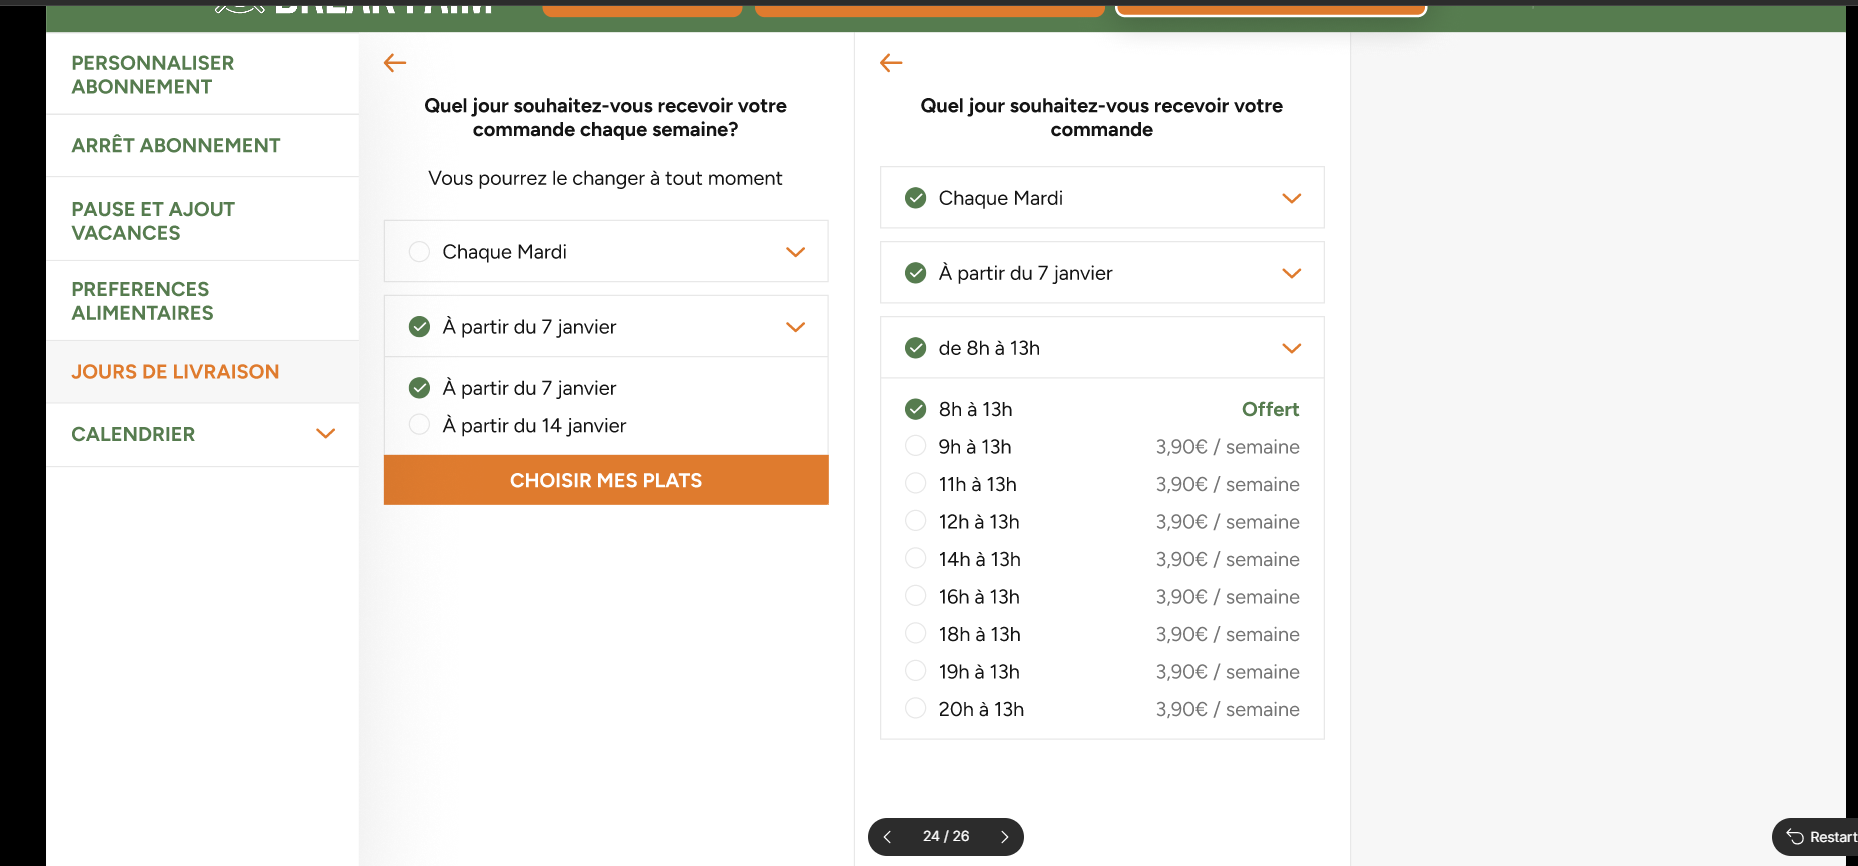 PERSONNALISER
ABONNEMENT
ARRÊT ABONNEMENT
PAUSE ET AJOUT
VACANCES
PREFERENCES
ALIMENTAIRES
JOURS DE LIVRAISON
CALENDRIER
Quel jour souhaitez-vous recevoir votre
commande chaque semaine?
Vous pourrez le changer à tout moment
Chaque Mardi
À partir du 7 janvier
À partir du 7 janvier
À partir du 14 janvier
CHOISIR MES PLATS
Quel jour souhaitez-vous recevoir votre
commande
Chaque Mardi
À partir du 7 janvier
de 8h à 13h
8h à 13h Offert
9h à 13h 3,90€ / semaine
11h à 13h 3,90€ / semaine
12h à 13h 3,90€ / semaine
14h à 13h 3,90€ / semaine
16h à 13h 3,90€ / semaine
18h à 13h 3,90€ / semaine
19h à 13h 3,90€ / semaine
20h à 13h 3,90€ / semaine
24 / 26
Restart